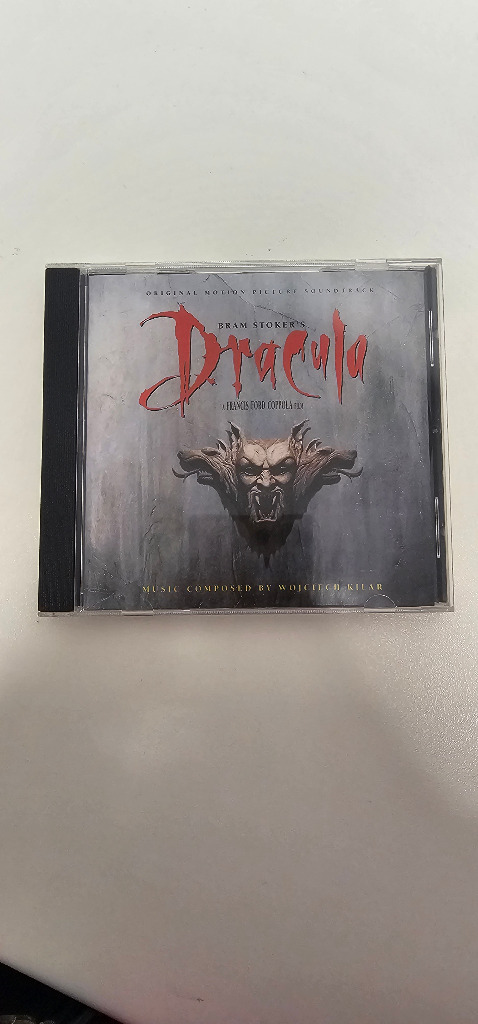 ORIGINAL MOTION PICTURE SOUNDTRACK
BRAM STOKER'S
Dracula
A FRANCIS FORD COPPOLA FILM
MUSIC COMPOSED BY WOJCIECH KILAR